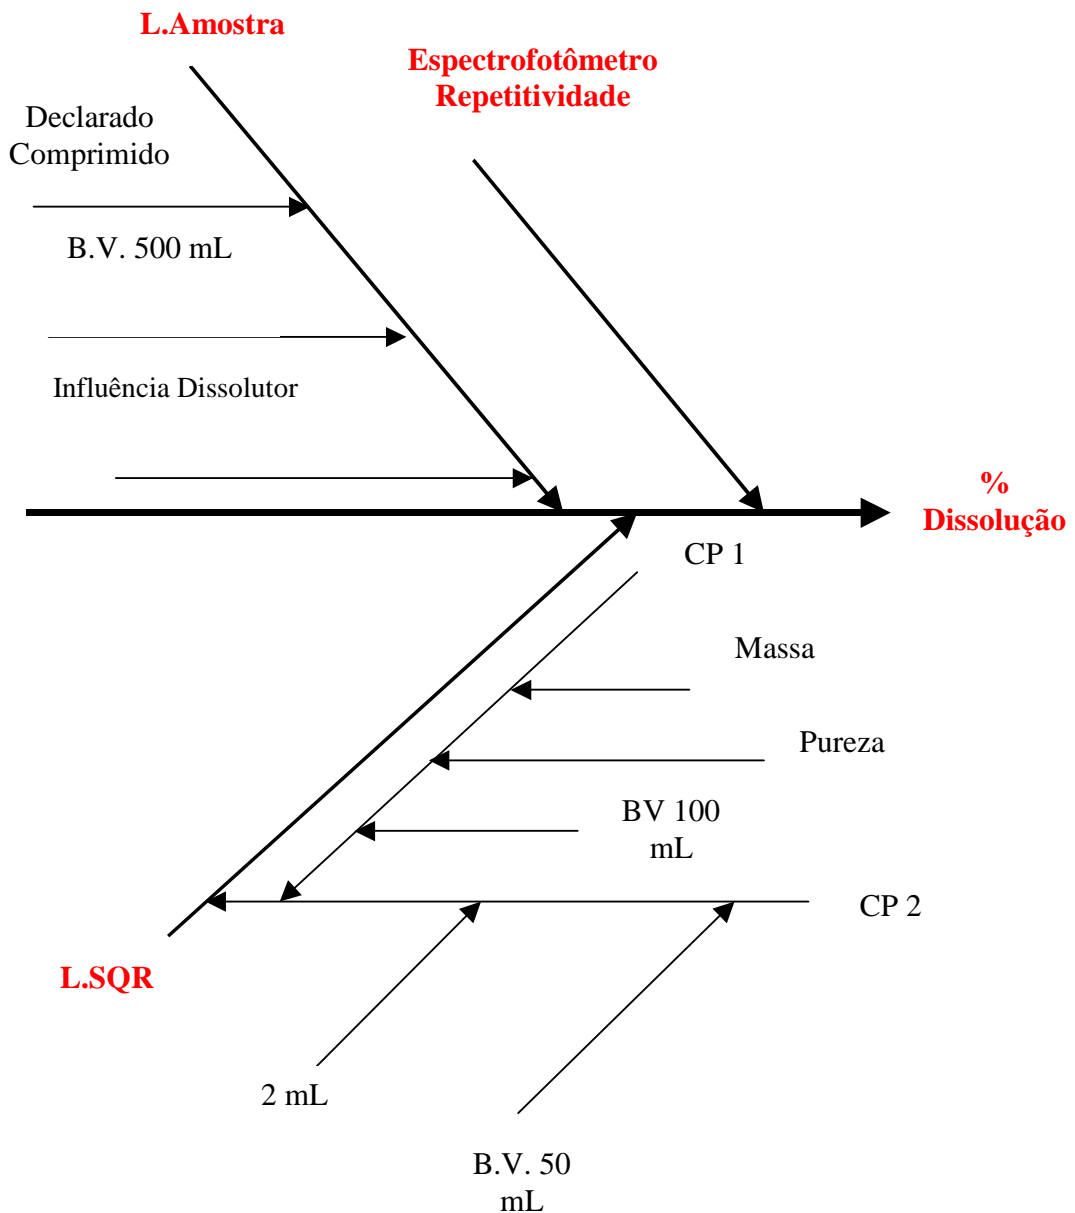 L.Amostra
Espectrofotômetro
Repetitividade
Declarado
Comprimido
B.V. 500 mL
Influência Dissolutor
%
Dissolução
CP 1
Massa
Pureza
BV 100
mL
CP 2
L.SQR
2 mL
B.V. 50
mL